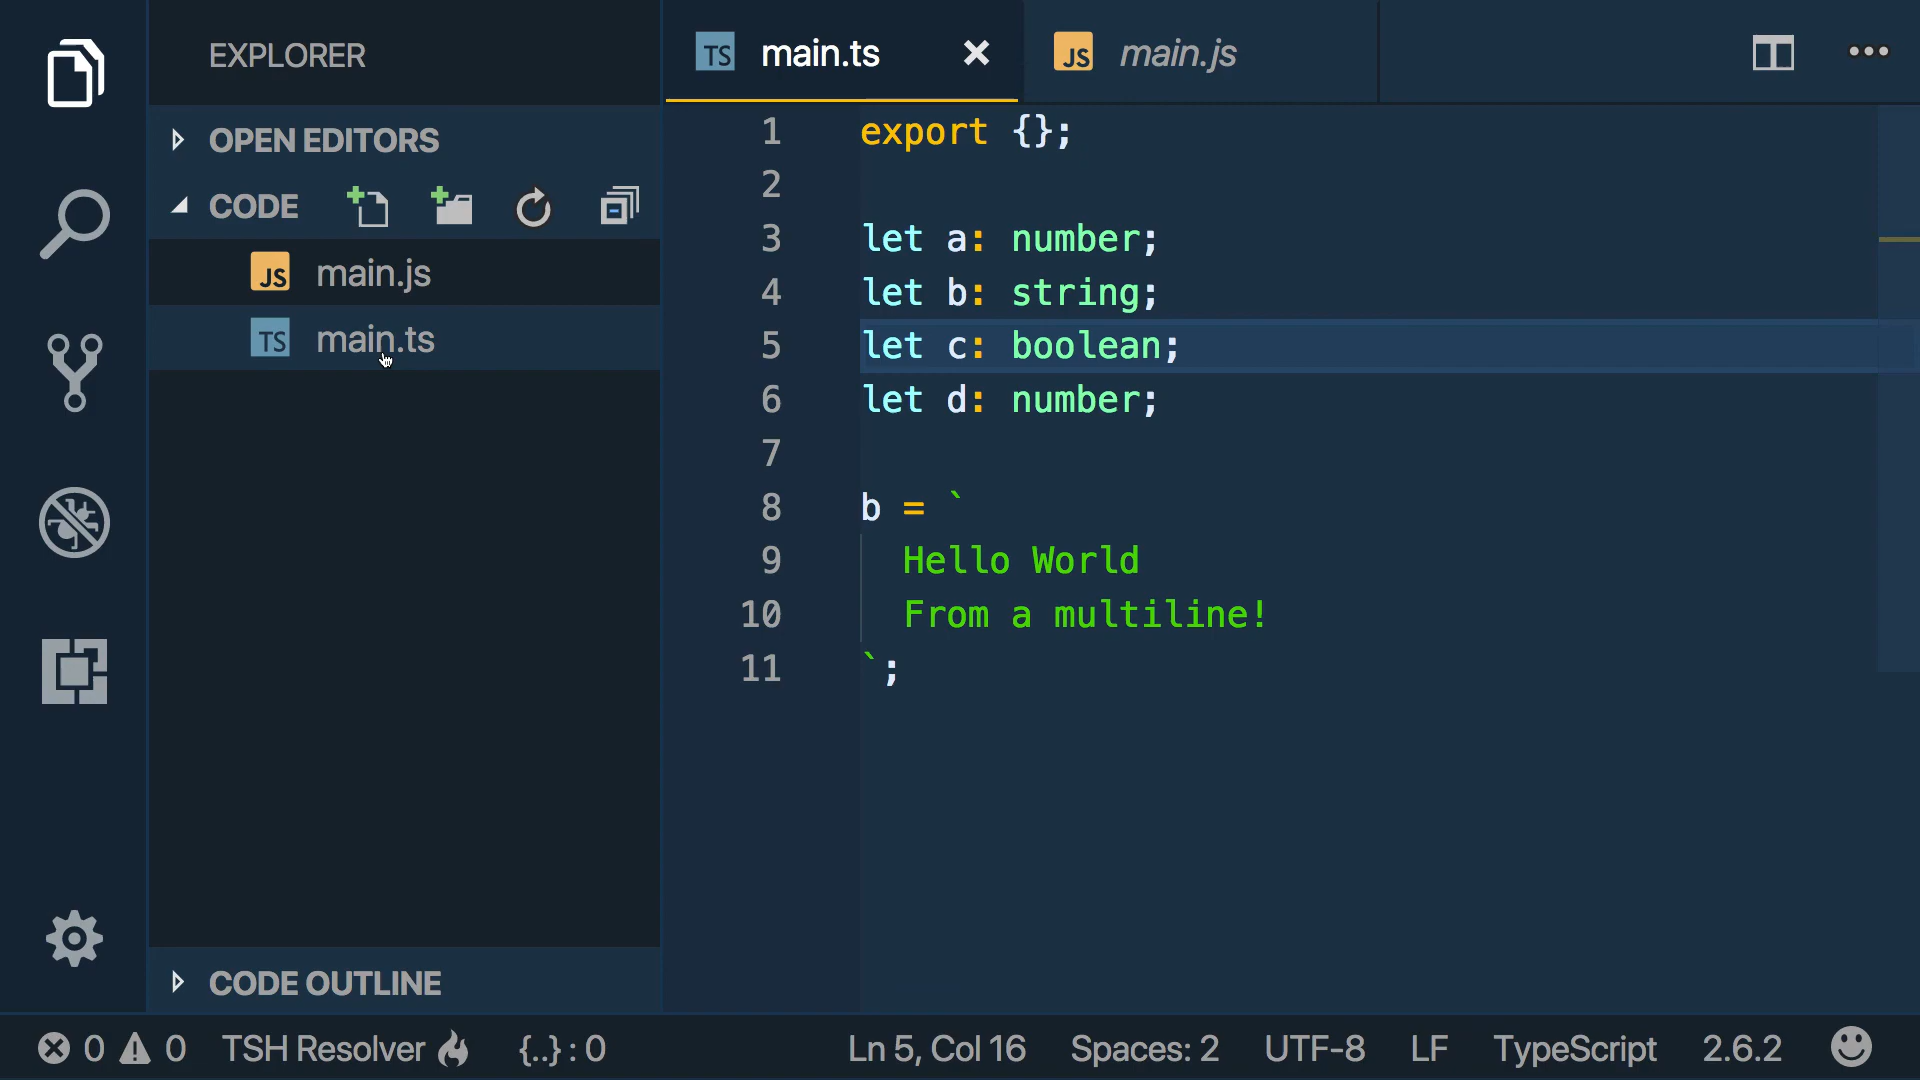 EXPLORER
OPEN EDITORS
CODE
JS main.js
TS main.ts
CODE OUTLINE
TS main.ts
JS main.js
1 export {};
2
3 let a: number;
4 let b: string;
5 let c: boolean;
6 let d: number;
7
8 b = `
9 Hello World
10 From a multiline!
11 `;
0 0 TSH Resolver {..} : 0 Ln 5, Col 16 Spaces: 2 UTF-8 LF TypeScript 2.6.2